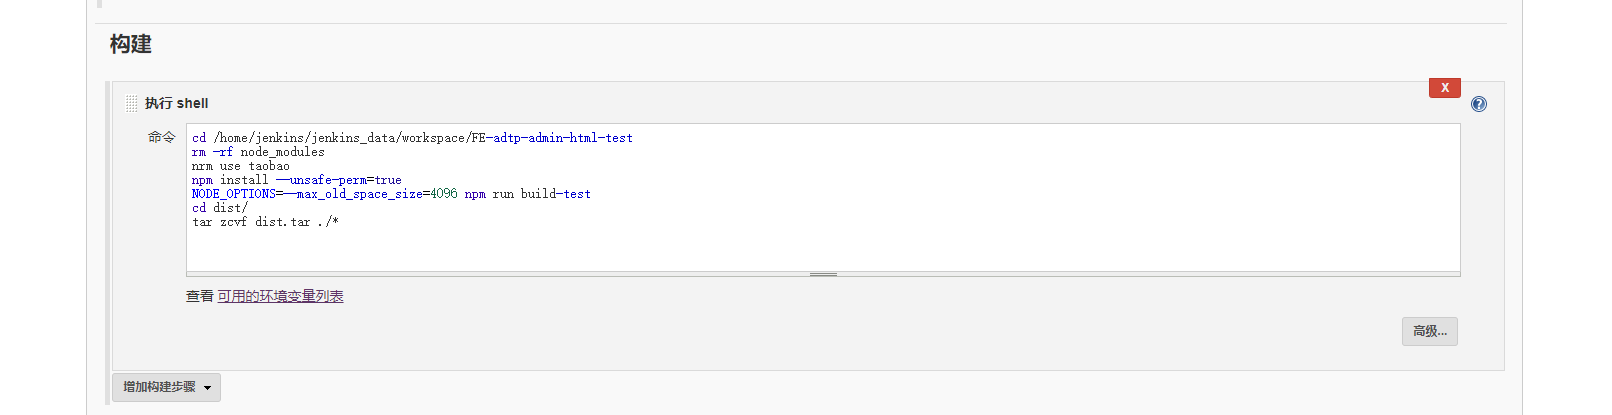 构建
执行 shell
X
命令
cd /home/jenkins/jenkins_data/workspace/FE-adtp-admin-html-test
rm -rf node_modules
nrm use taobao
npm install --unsafe-perm=true
NODE_OPTIONS=--max_old_space_size=4096 npm run build-test
cd dist/
tar zcvf dist.tar ./*
查看 可用的环境变量列表
高级...
增加构建步骤